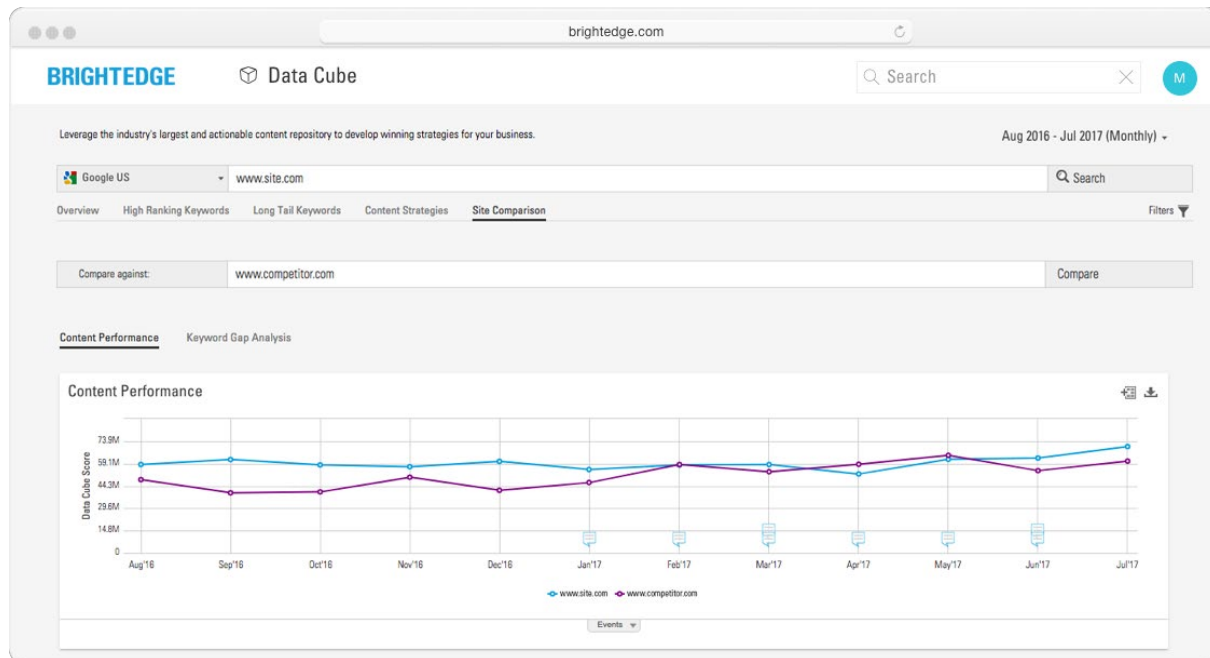 brightedge.com
BRIGHTEDGE Data Cube Search M
Leverage the industry's largest and actionable content repository to develop winning strategies for your business. Aug 2016 - Jul 2017 (Monthly)
Google US www.site.com Search
Overview High Ranking Keywords Long Tail Keywords Content Strategies Site Comparison Filters
Compare against: www.competitor.com Compare
Content Performance Keyword Gap Analysis
Content Performance
Data Cube Score
73.9M
59.1M
44.3M
29.6M
14.8M
0
Aug'16 Sep'16 Oct'16 Nov'16 Dec'16 Jan'17 Feb'17 Mar'17 Apr'17 May'17 Jun'17 Jul'17
www.site.com www.competitor.com
Events